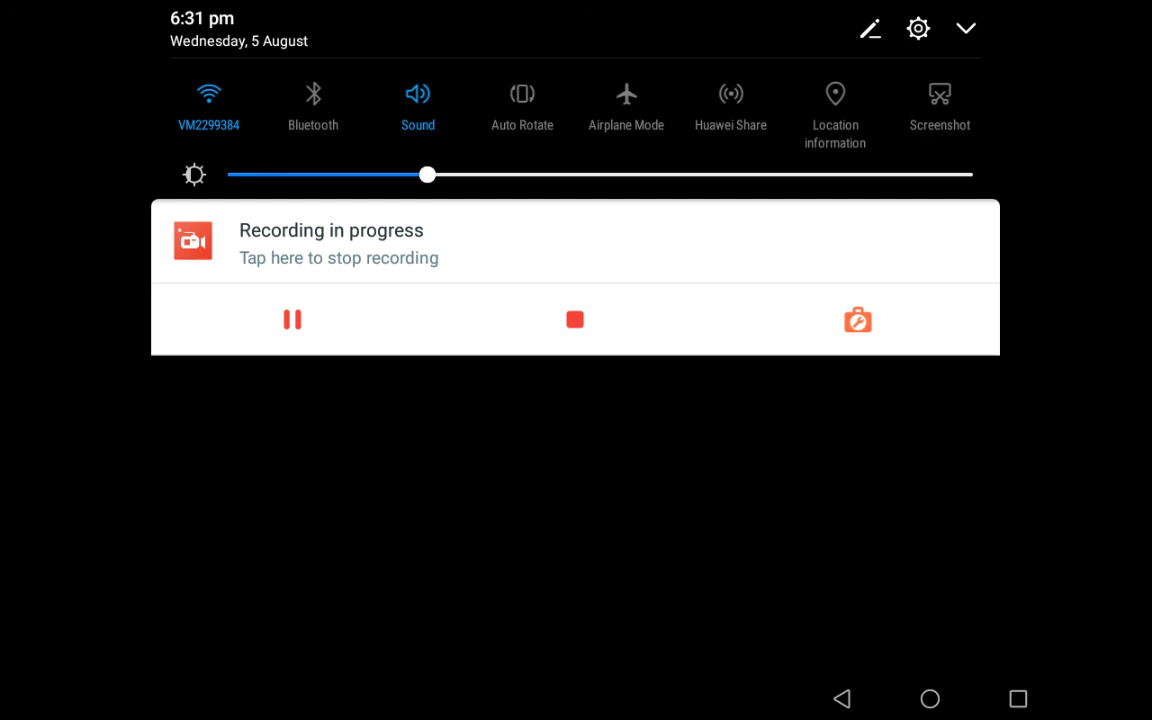 6:31 pm
Wednesday, 5 August
VM2299384 Bluetooth Sound Auto Rotate Airplane Mode Huawei Share Location information Screenshot
Recording in progress
Tap here to stop recording